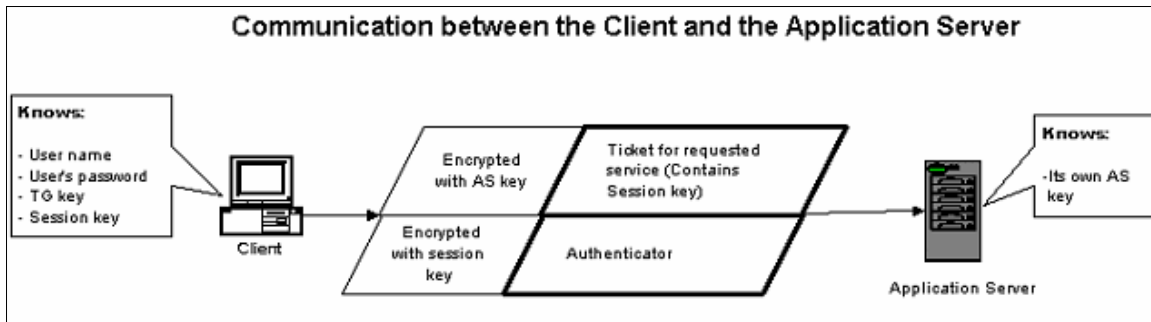 Communication between the Client and the Application Server
Knows:
- User name
- User's password
- TG key
- Session key
Client
Encrypted
with AS key
Ticket for requested
service (Contains
Session key)
Encrypted
with session
key
Authenticator
Knows:
-Its own AS
key
Application Server